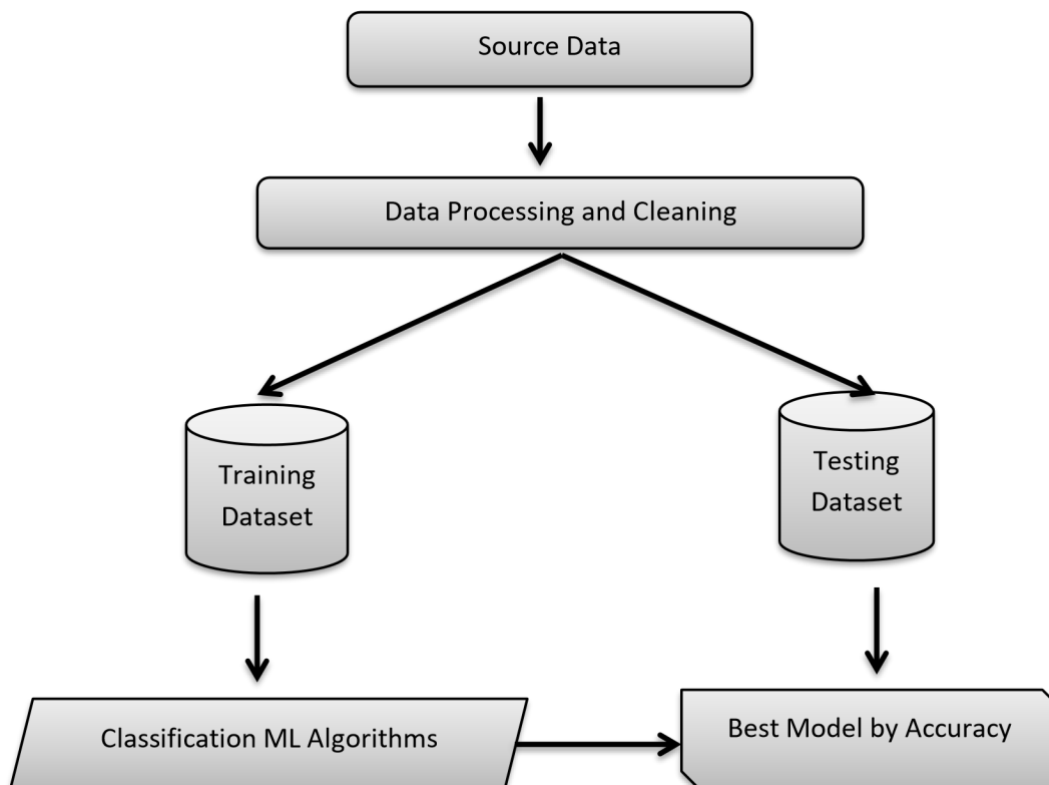 Source Data
Data Processing and Cleaning
Training
Dataset
Testing
Dataset
Classification ML Algorithms
Best Model by Accuracy